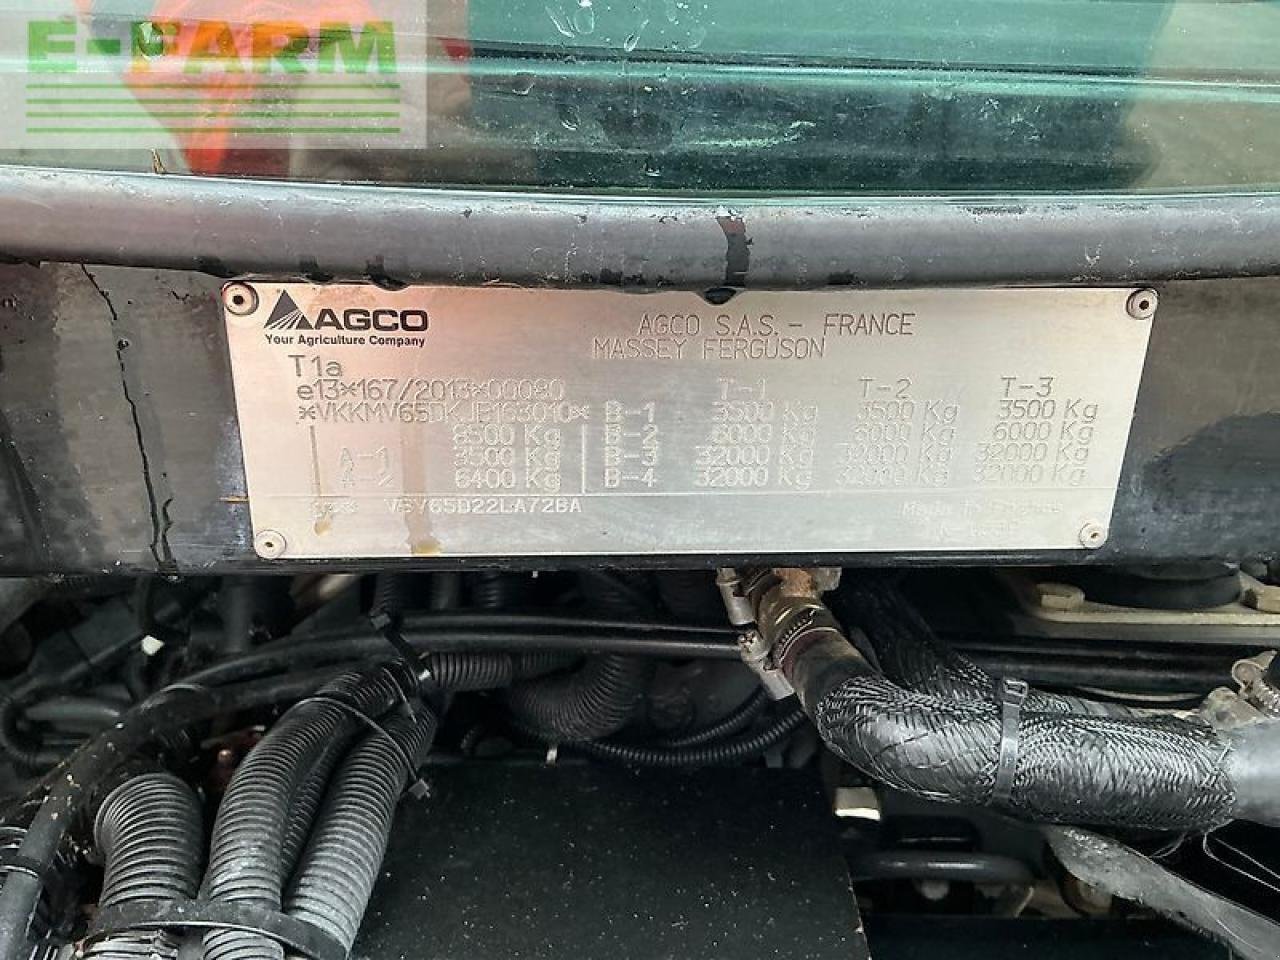 E-FARM
AGCO
Your Agriculture Company
AGCO S.A.S. - FRANCE
MASSEY FERGUSON
T1a
e13*167/2013*00080 T-1 T-2 T-3
*VKKMV65DKJB163010* B-1 3500 Kg 3500 Kg 3500 Kg
8500 Kg B-2 6000 Kg 6000 Kg 6000 Kg
A-1 3500 Kg B-3 32000 Kg 32000 Kg 32000 Kg
A-2 6400 Kg B-4 32000 Kg 32000 Kg 32000 Kg
Made in